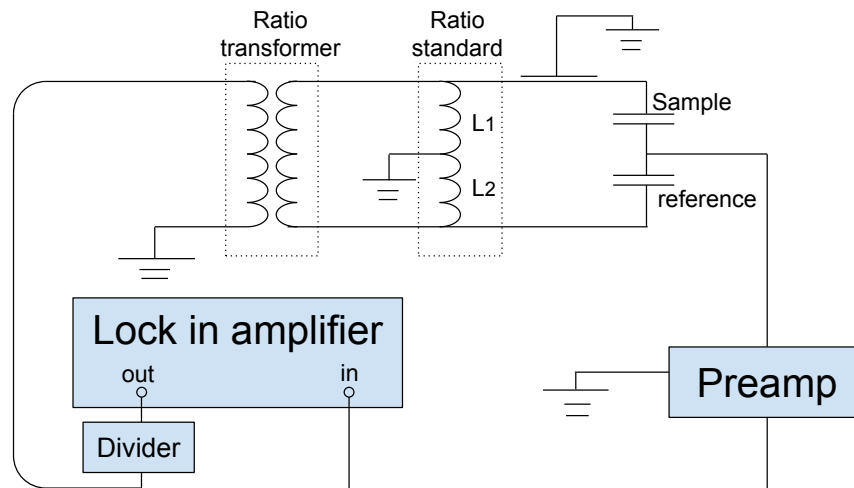 Ratio
transformer
Ratio
standard
L1
L2
Sample
reference
Lock in amplifier
out
in
Divider
Preamp